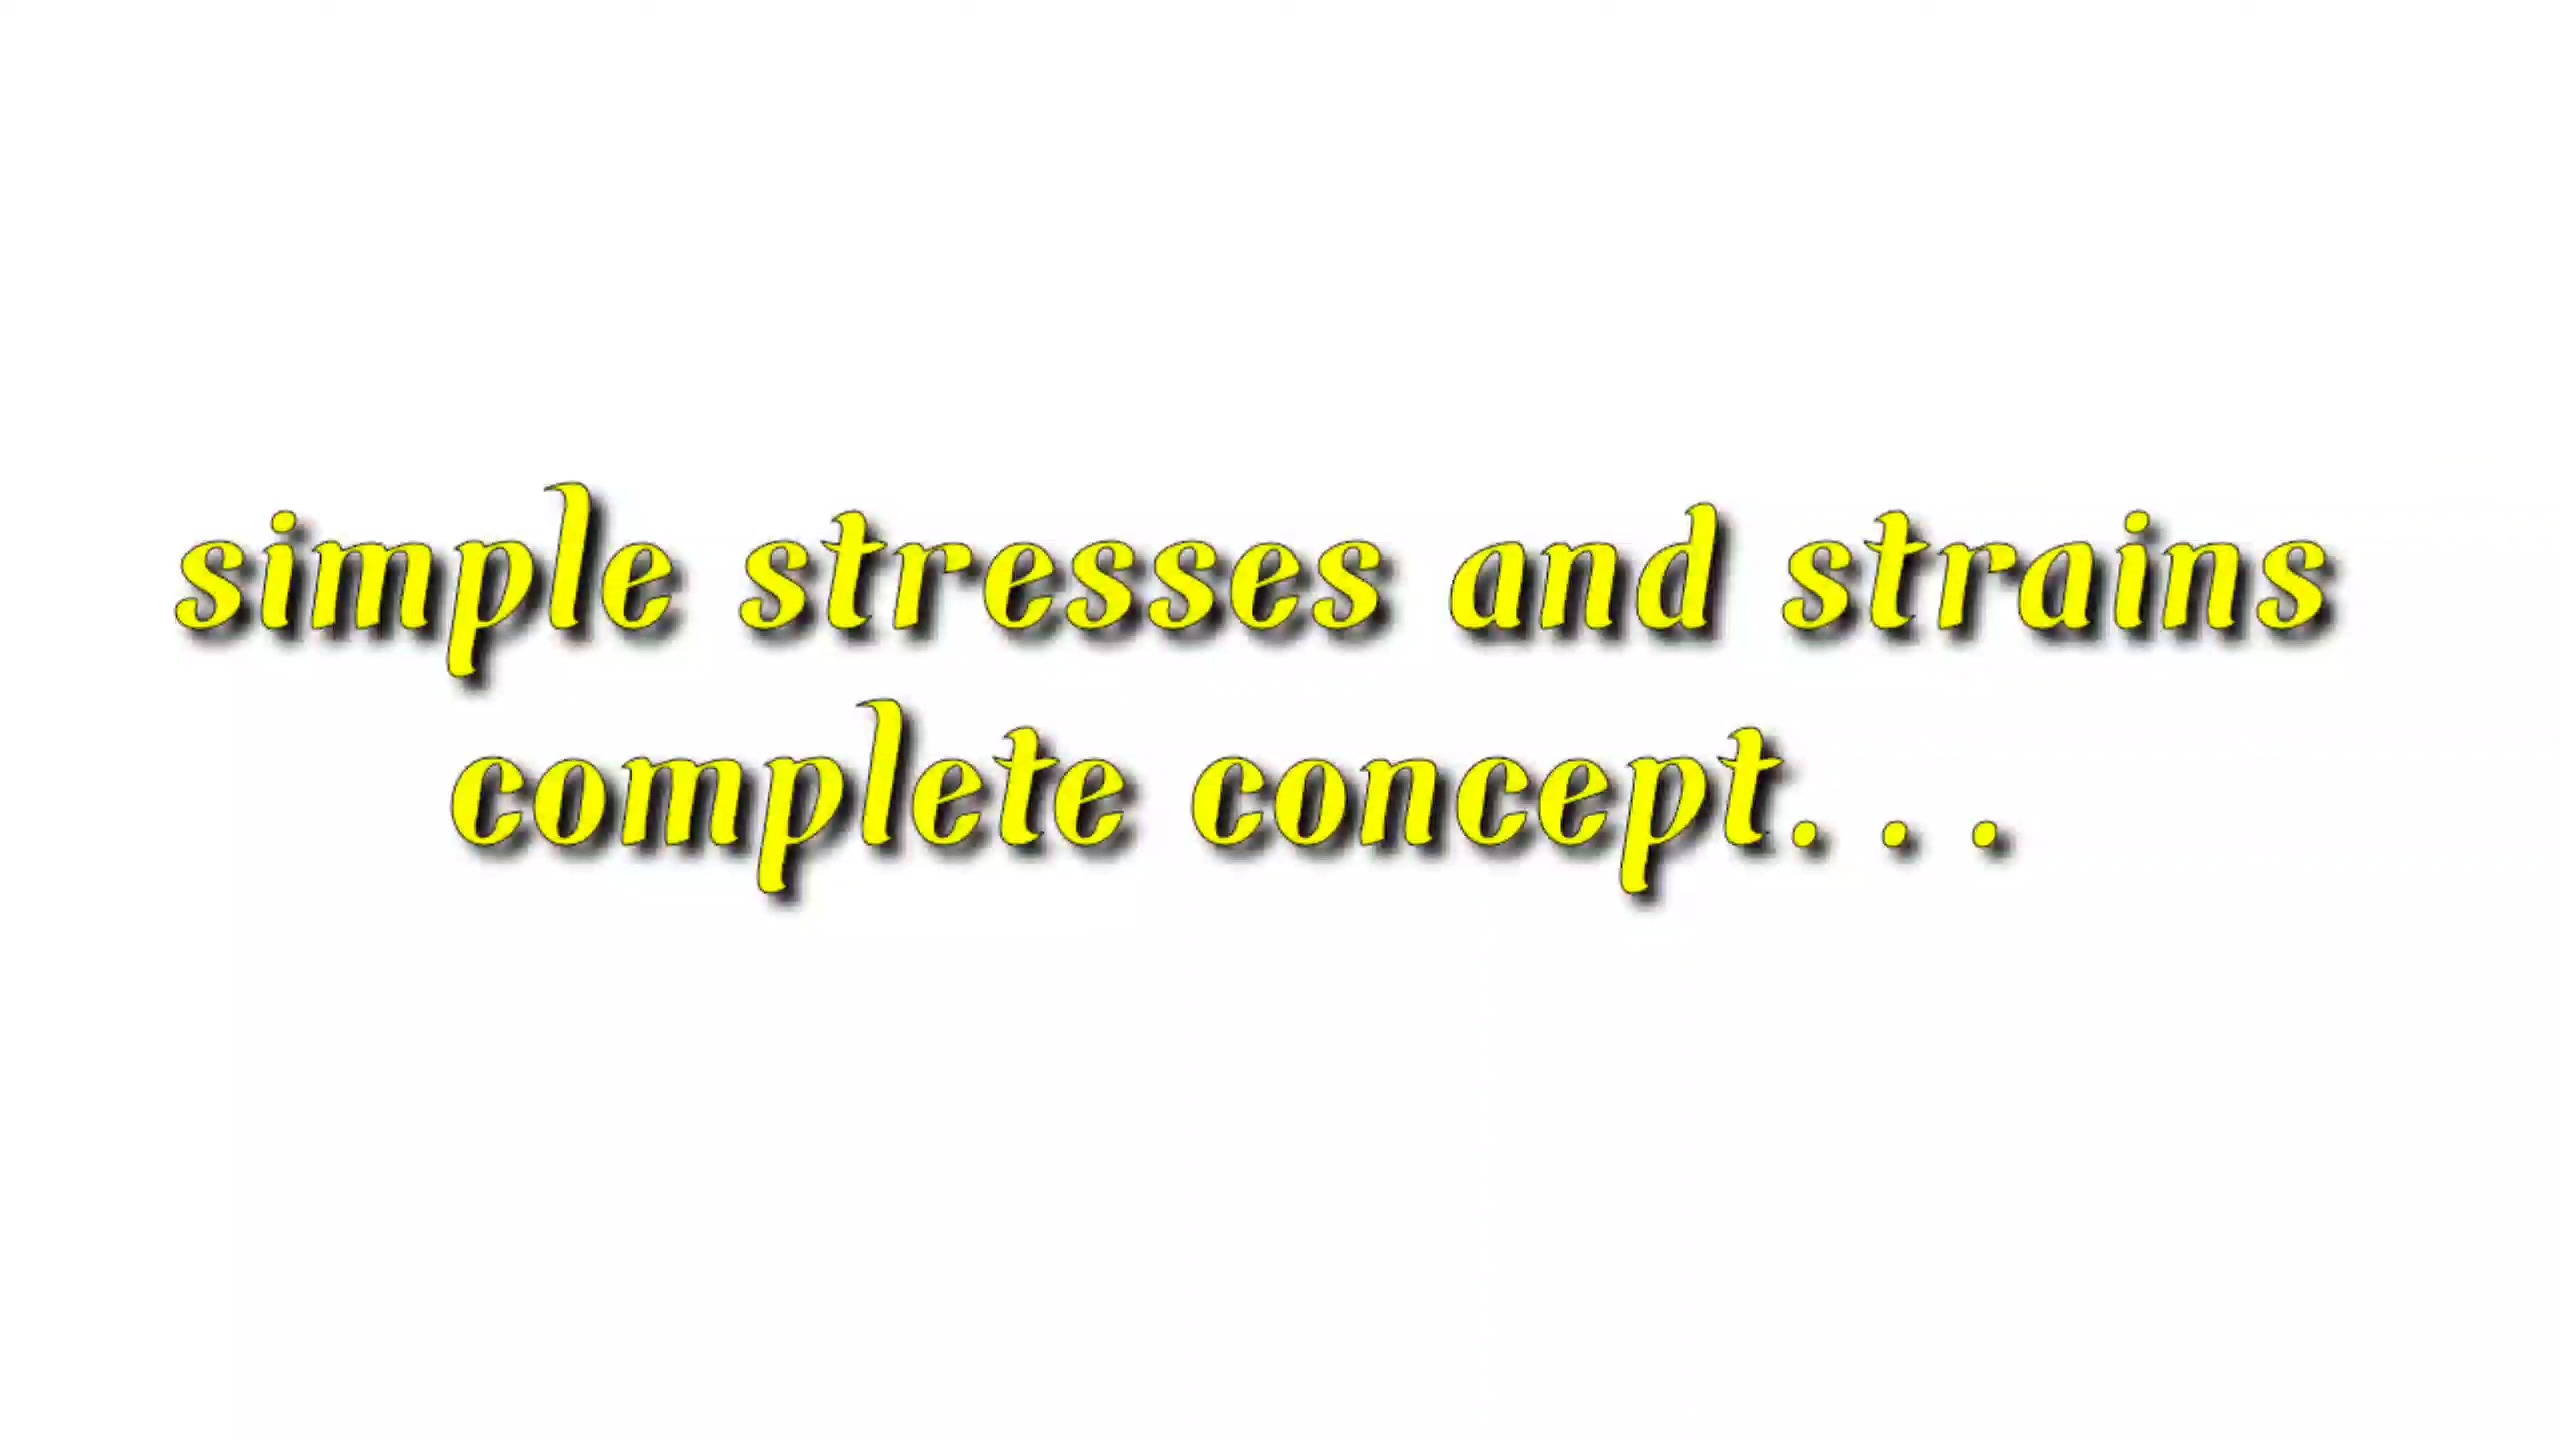 simple stresses and strains
complete concept. . .